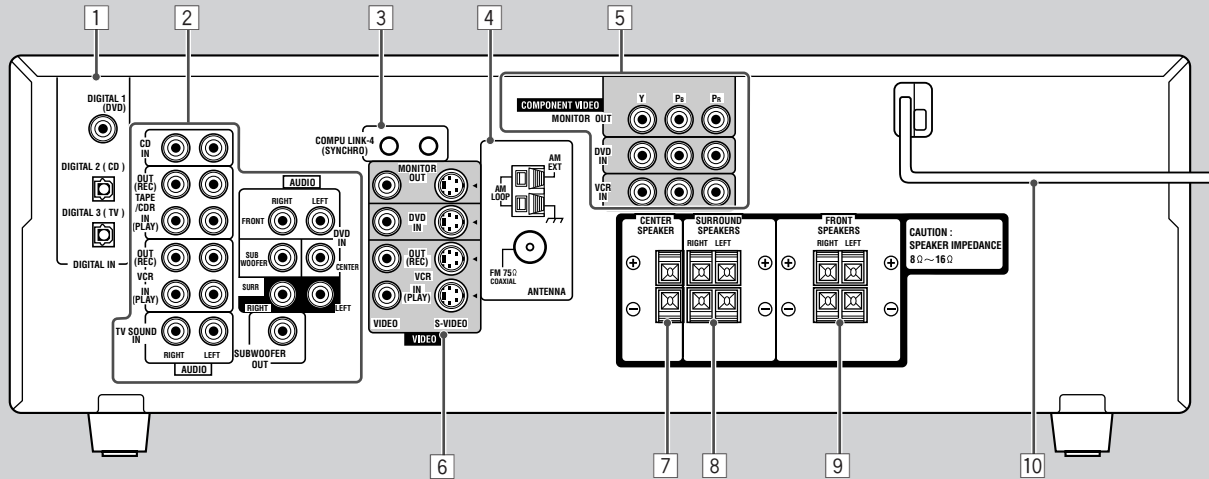 1
2
3
4
5
DIGITAL 1
(DVD)
DIGITAL 2 ( CD )
DIGITAL 3 ( TV )
DIGITAL IN
CD
IN
OUT
(REC)
TAPE
/CDR
IN
(PLAY)
OUT
(REC)
VCR
IN
(PLAY)
TV SOUND
IN
RIGHT LEFT
AUDIO
AUDIO
RIGHT LEFT
FRONT
DVD
IN
SUB
WOOFER
CENTER
SURR
RIGHT LEFT
SUBWOOFER
OUT
COMPU LINK-4
(SYNCHRO)
MONITOR
OUT
DVD
IN
OUT
(REC)
VCR
IN
(PLAY)
VIDEO S-VIDEO
VIDEO
AM
EXT
AM
LOOP
FM 75Ω
COAXIAL
ANTENNA
COMPONENT VIDEO
Y PB PR
MONITOR OUT
DVD
IN
VCR
IN
CENTER
SPEAKER
SURROUND
SPEAKERS
RIGHT LEFT
FRONT
SPEAKERS
RIGHT LEFT
+ + +
− − −
CAUTION :
SPEAKER IMPEDANCE
8 Ω～16 Ω
6
7
8
9
10